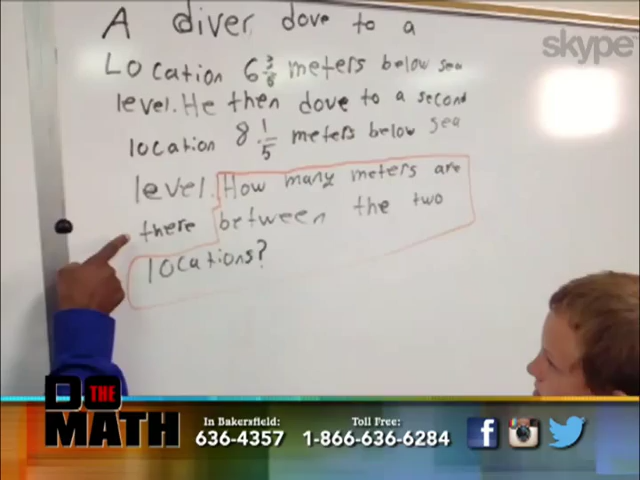 A diver dove to a
skype™
Location 6 3/8 meters below sea
level. He then dove to a second
location 8 1/5 meters below sea
level. How many meters are
there between the two
locations?
DO THE MATH
In Bakersfield: 636-4357
Toll Free: 1-866-636-6284